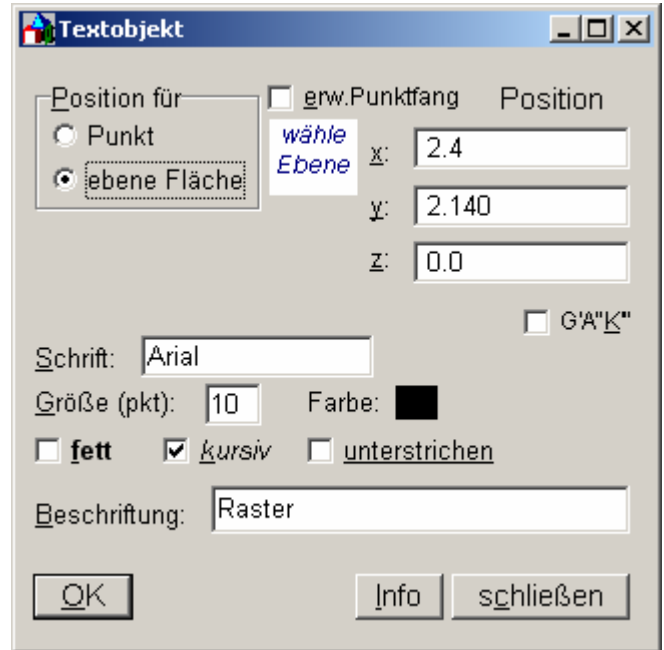 Textobjekt
Position für
erw.Punktfang
Position
Punkt
wähle
Ebene
x:
2.4
ebene Fläche
y:
2.140
z:
0.0
G'A''K'''
Schrift:
Arial
Größe (pkt):
10
Farbe:
fett
kursiv
unterstrichen
Beschriftung:
Raster
OK
Info
schließen